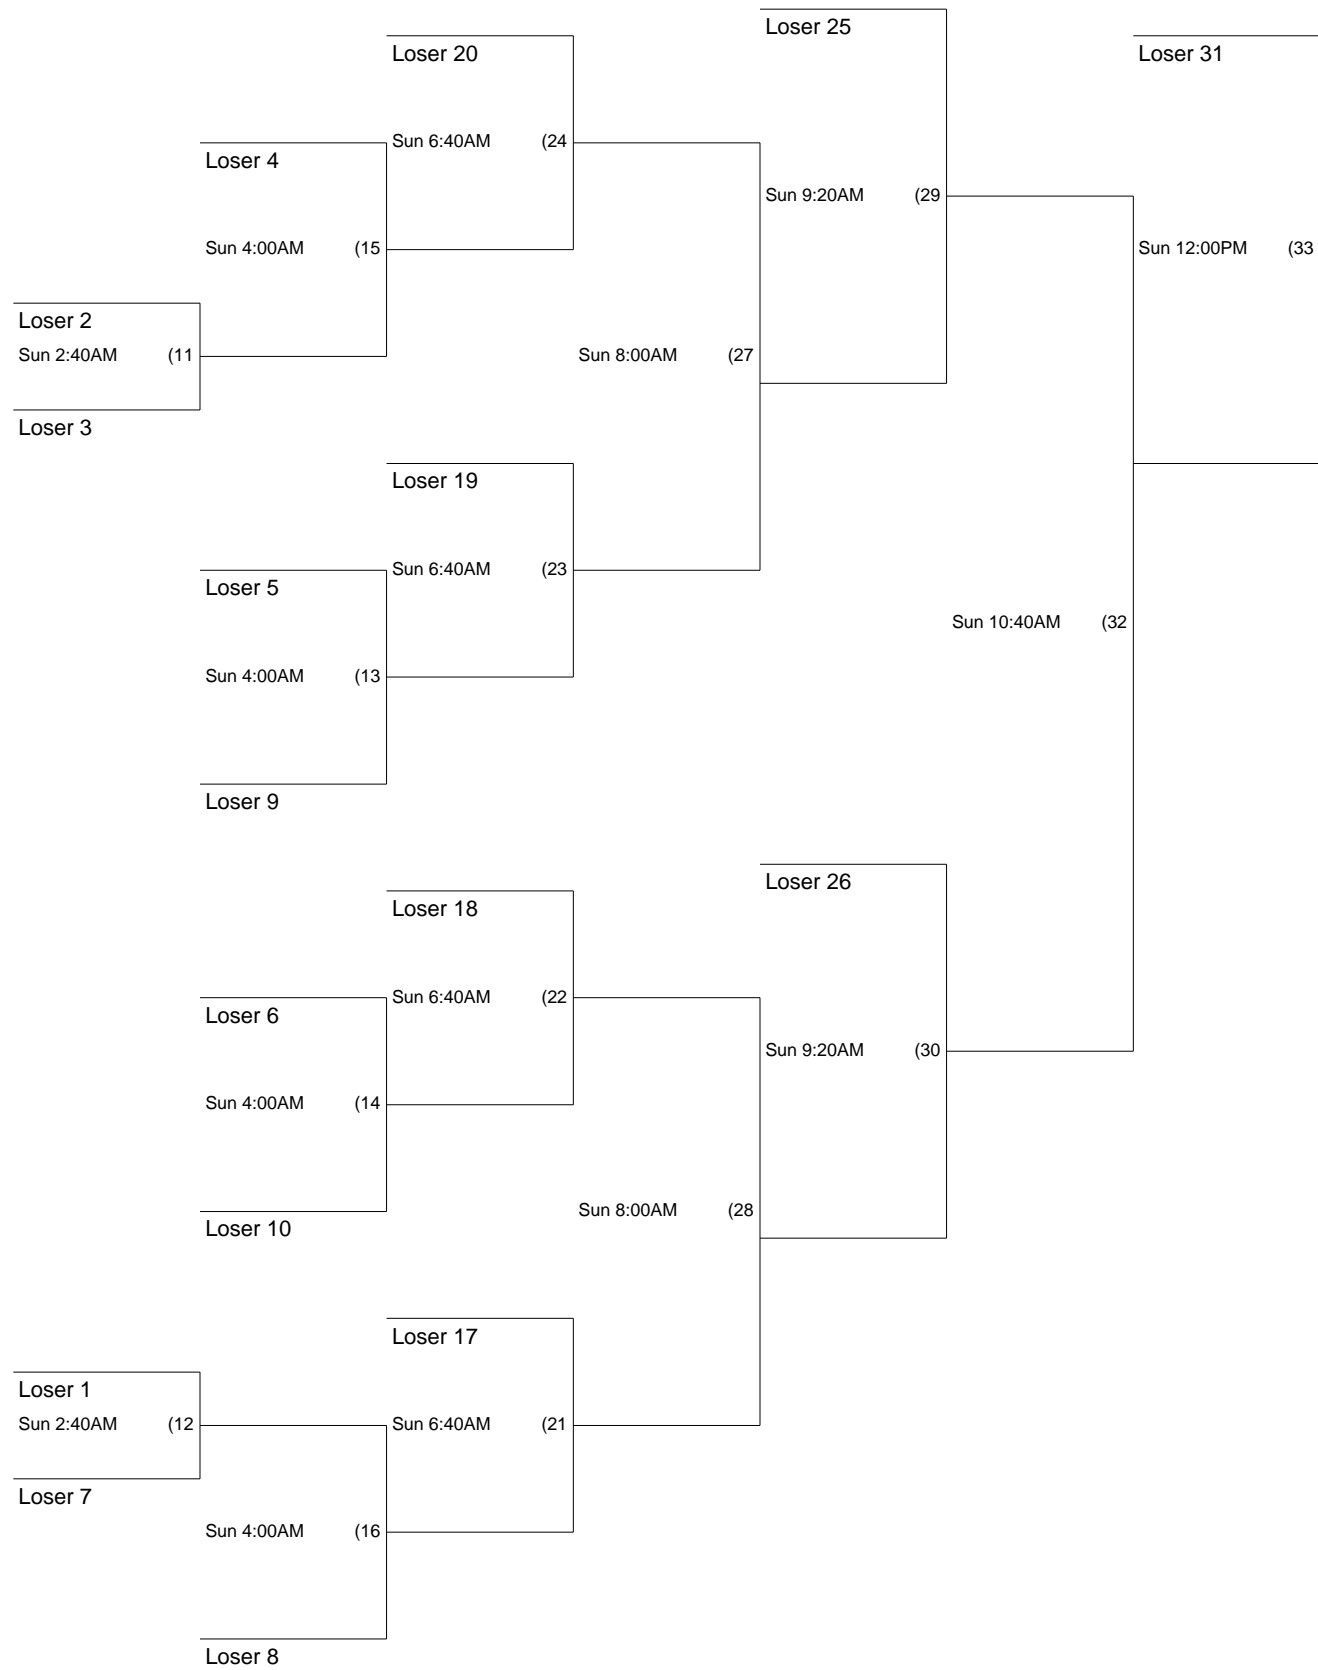 Loser 25
Loser 20
Loser 31
Sun 6:40AM (24
Loser 4
Sun 9:20AM (29
Sun 4:00AM (15
Sun 12:00PM (33
Loser 2
Sun 2:40AM (11
Sun 8:00AM (27
Loser 3
Loser 19
Sun 6:40AM (23
Loser 5
Sun 10:40AM (32
Sun 4:00AM (13
Loser 9
Loser 26
Loser 18
Sun 6:40AM (22
Loser 6
Sun 9:20AM (30
Sun 4:00AM (14
Sun 8:00AM (28
Loser 10
Loser 17
Loser 1
Sun 2:40AM (12
Sun 6:40AM (21
Loser 7
Sun 4:00AM (16
Loser 8